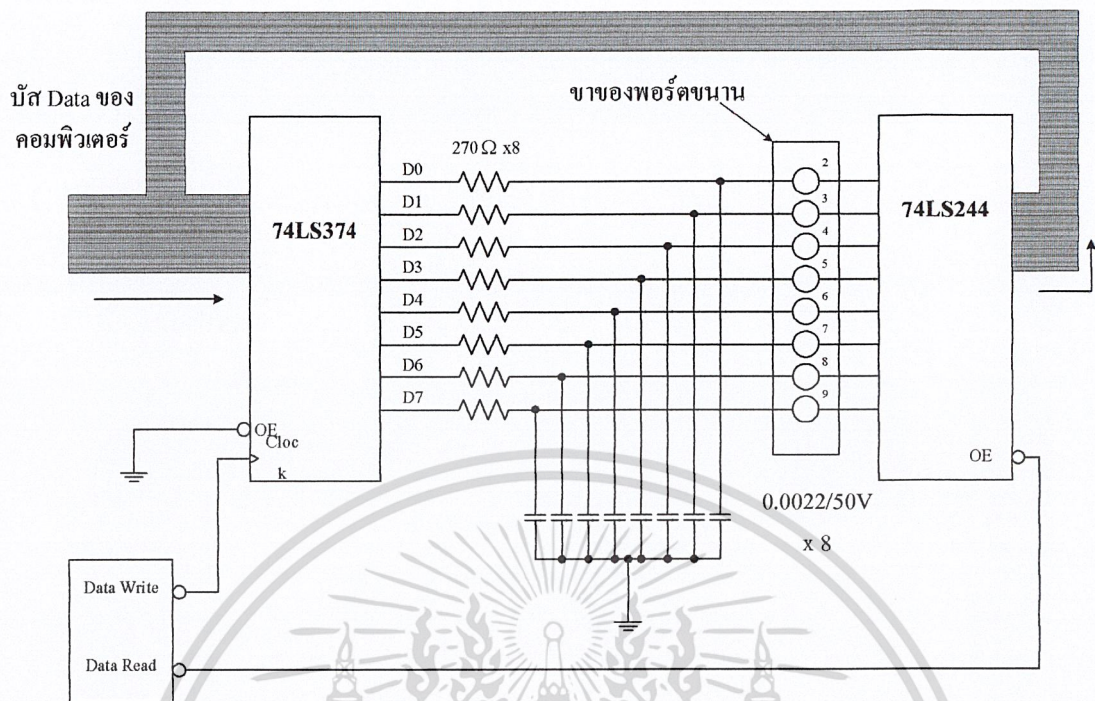 บัส Data ของ
คอมพิวเตอร์
ขาของพอร์ตขนาน
270 Ω x8
74LS374
74LS244
D0
D1
D2
D3
D4
D5
D6
D7
2
3
4
5
6
7
8
9
OE
Cloc
k
OE
0.0022/50V
x 8
Data Write
Data Read